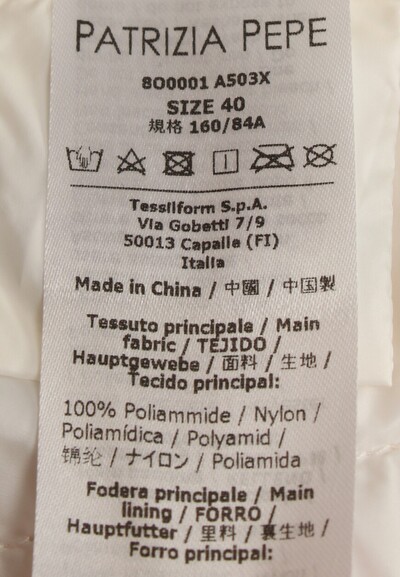 PATRIZIA PEPE
8O0001 A503X
SIZE 40
規格 160/84A
Tessilform S.p.A.
Via Gobetti 7/9
50013 Capalle (FI)
Italia
Made in China / 中國 / 中国製
Tessuto principale / Main
fabric / TEJIDO /
Hauptgewebe / 面料 / 生地 /
Tecido principal:
100% Poliammide / Nylon /
Poliamídica / Polyamid /
锦纶 / ナイロン / Poliamida
Fodera principale / Main
lining / FORRO /
Hauptfutter / 里料 / 裏生地 /
Forro principal: